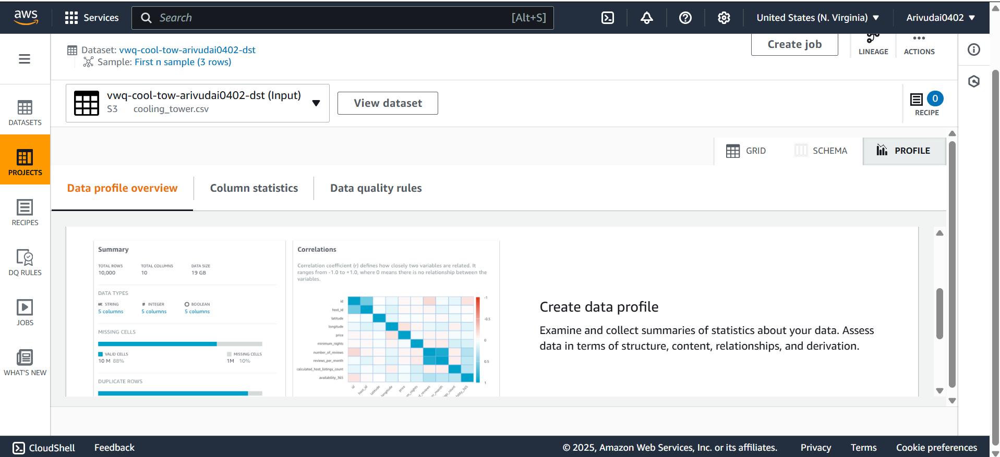 aws
Services
Search
[Alt+S]
United States (N. Virginia)
Arivudai0402
Dataset: vwq-cool-tow-arivudai0402-dst
Sample: First n sample (3 rows)
Create job
LINEAGE
ACTIONS
vwq-cool-tow-arivudai0402-dst (Input)
S3 cooling_tower.csv
View dataset
0
RECIPE
DATASETS
PROJECTS
RECIPES
DQ RULES
JOBS
WHAT'S NEW
GRID
SCHEMA
PROFILE
Data profile overview
Column statistics
Data quality rules
Summary
TOTAL ROWS TOTAL COLUMNS DATA SIZE
10,000 10 19 GB
DATA TYPES
ABC STRING # INTEGER BOOLEAN
5 columns 5 columns 5 columns
MISSING CELLS
VALID CELLS MISSING CELLS
10 M 88% 1M 10%
DUPLICATE ROWS
Correlations
Correlation coefficient (r) defines how closely two variables are related. It
ranges from -1.0 to +1.0, where 0 means there is no relationship between the
variables.
id
host_id
latitude
longitude
price
minimum_nights
number_of_reviews
reviews_per_month
calculated_host_listings_count
availability_365
-1
-0.5
0
0.5
1
id host_id latitude longitude price
Create data profile
Examine and collect summaries of statistics about your data. Assess
data in terms of structure, content, relationships, and derivation.
CloudShell
Feedback
© 2025, Amazon Web Services, Inc. or its affiliates.
Privacy
Terms
Cookie preferences